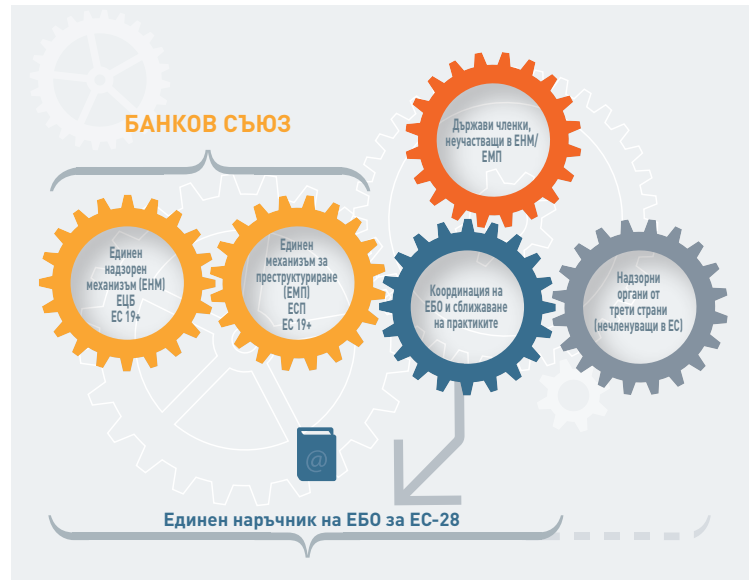 БАНКОВ СЪЮЗ
Държави членки,
неучастващи в ЕНМ/
ЕМП
Единен
надзорен
механизъм (ЕНМ)
ЕЦБ
ЕС 19+
Единен
механизъм за
преструктуриране
(ЕМП)
ЕСП
ЕС 19+
Координация на
ЕБО и сближаване
на практиките
Надзорни
органи от
трети страни
(нечленуващи в ЕС)
@
Единен наръчник на ЕБО за ЕС-28